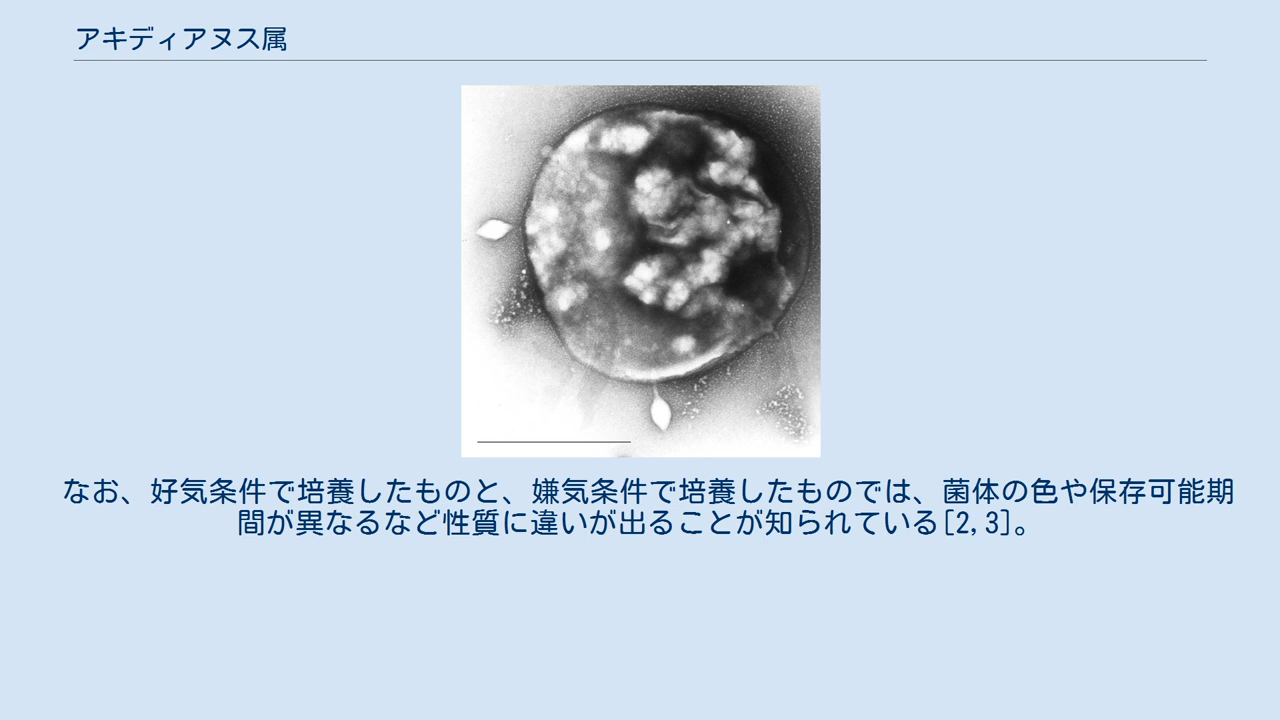 アキディアヌス属
なお、好気条件で培養したものと、嫌気条件で培養したものでは、菌体の色や保存可能期
間が異なるなど性質に違いが出ることが知られている[2,3]。